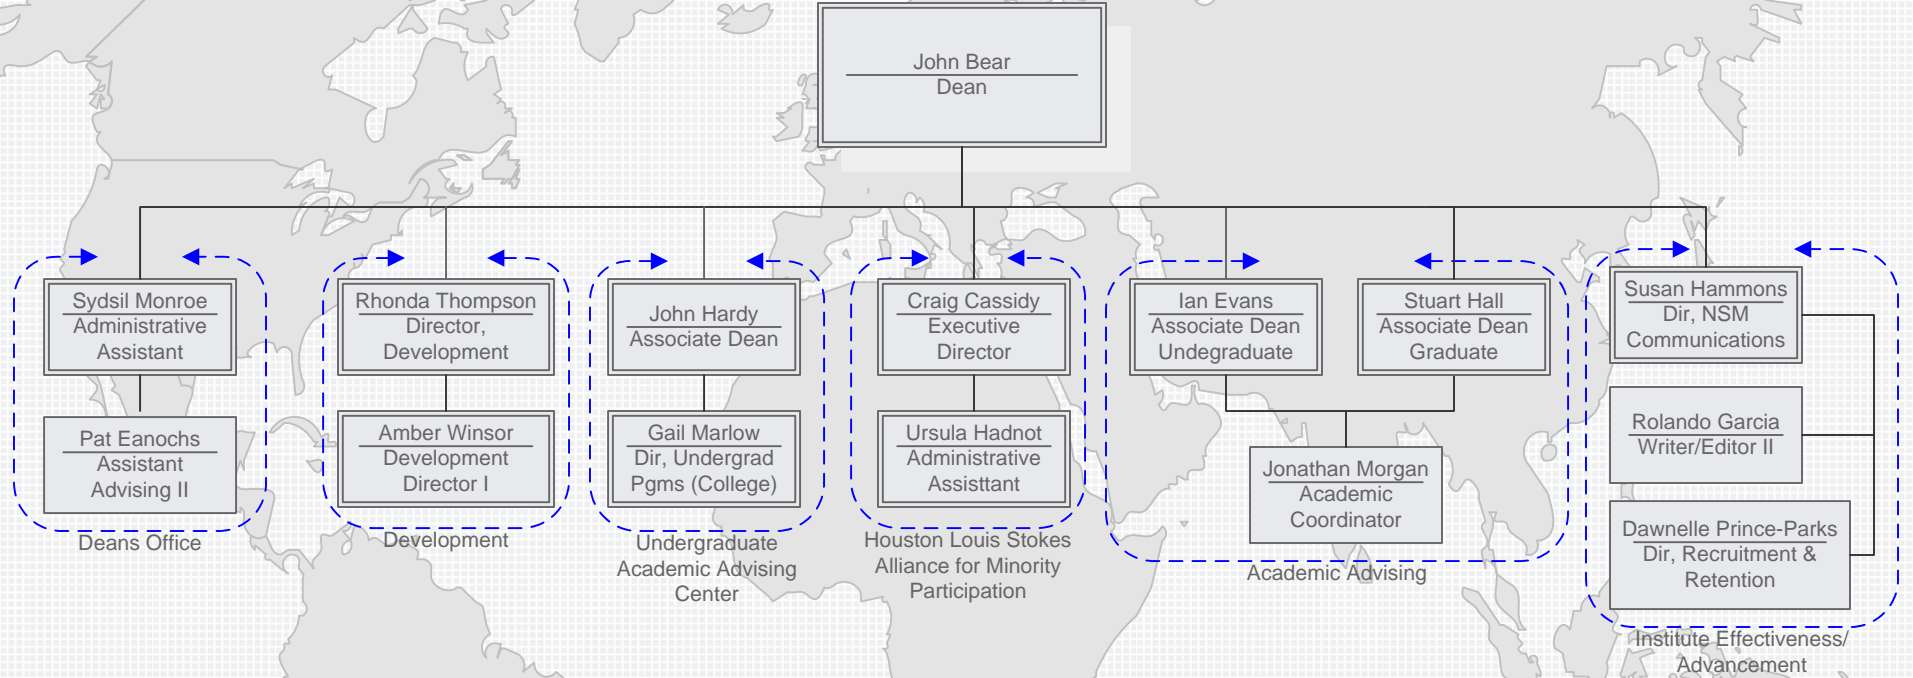 John Bear
Dean
Sydsil Monroe
Administrative
Assistant
Pat Eanochs
Assistant
Advising II
Deans Office
Rhonda Thompson
Director,
Development
Amber Winsor
Development
Director I
Development
John Hardy
Associate Dean
Gail Marlow
Dir, Undergrad
Pgms (College)
Undergraduate
Academic Advising
Center
Craig Cassidy
Executive
Director
Ursula Hadnot
Administrative
Assisttant
Houston Louis Stokes
Alliance for Minority
Participation
Ian Evans
Associate Dean
Undegraduate
Stuart Hall
Associate Dean
Graduate
Jonathan Morgan
Academic
Coordinator
Academic Advising
Susan Hammons
Dir, NSM
Communications
Rolando Garcia
Writer/Editor II
Dawnelle Prince-Parks
Dir, Recruitment &
Retention
Institute Effectiveness/
Advancement